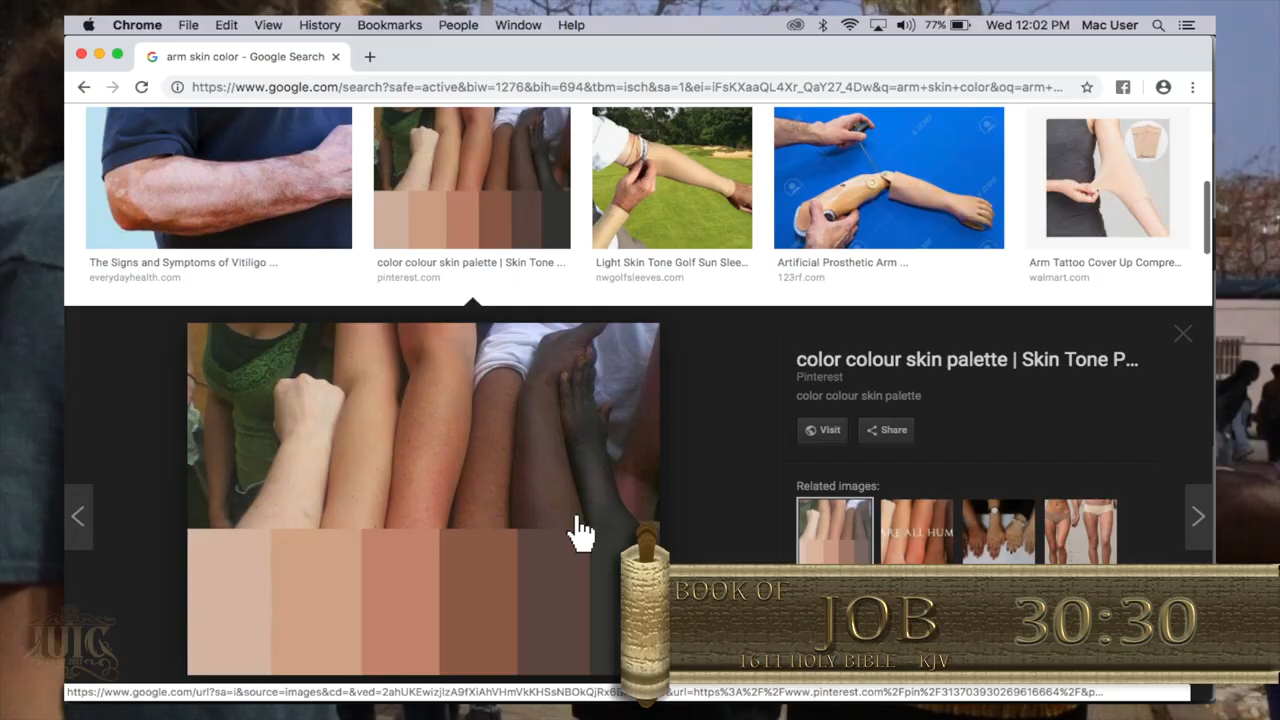 Chrome File Edit View History Bookmarks People Window Help 77% Wed 12:02 PM Mac User
arm skin color - Google Search
https://www.google.com/search?safe=active&biw=1276&bih=694&tbm=isch&sa=1&ei=iFsKXaaQL4Xr_QaY27_4Dw&q=arm+skin+color&oq=arm+...
The Signs and Symptoms of Vitiligo ...
everydayhealth.com
color colour skin palette | Skin Tone ...
pinterest.com
Light Skin Tone Golf Sun Slee...
nwgolfsleeves.com
Artificial Prosthetic Arm ...
123rf.com
Arm Tattoo Cover Up Compre...
walmart.com
color colour skin palette | Skin Tone P...
Pinterest
color colour skin palette
Visit Share
Related images:
ARE ALL HUM
BOOK OF
JOB 30:30
1611 HOLY BIBLE - KJV
IUIC